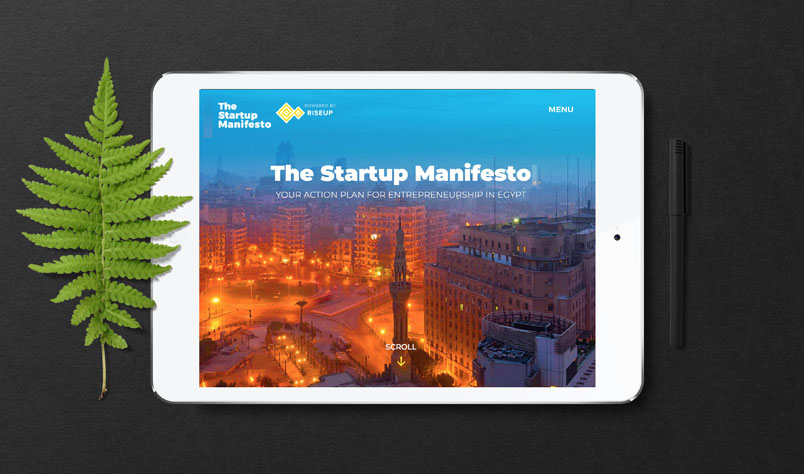 The
Startup
Manifesto
POWERED BY
RISEUP
MENU
The Startup Manifesto
YOUR ACTION PLAN FOR ENTREPRENEURSHIP IN EGYPT
SCROLL